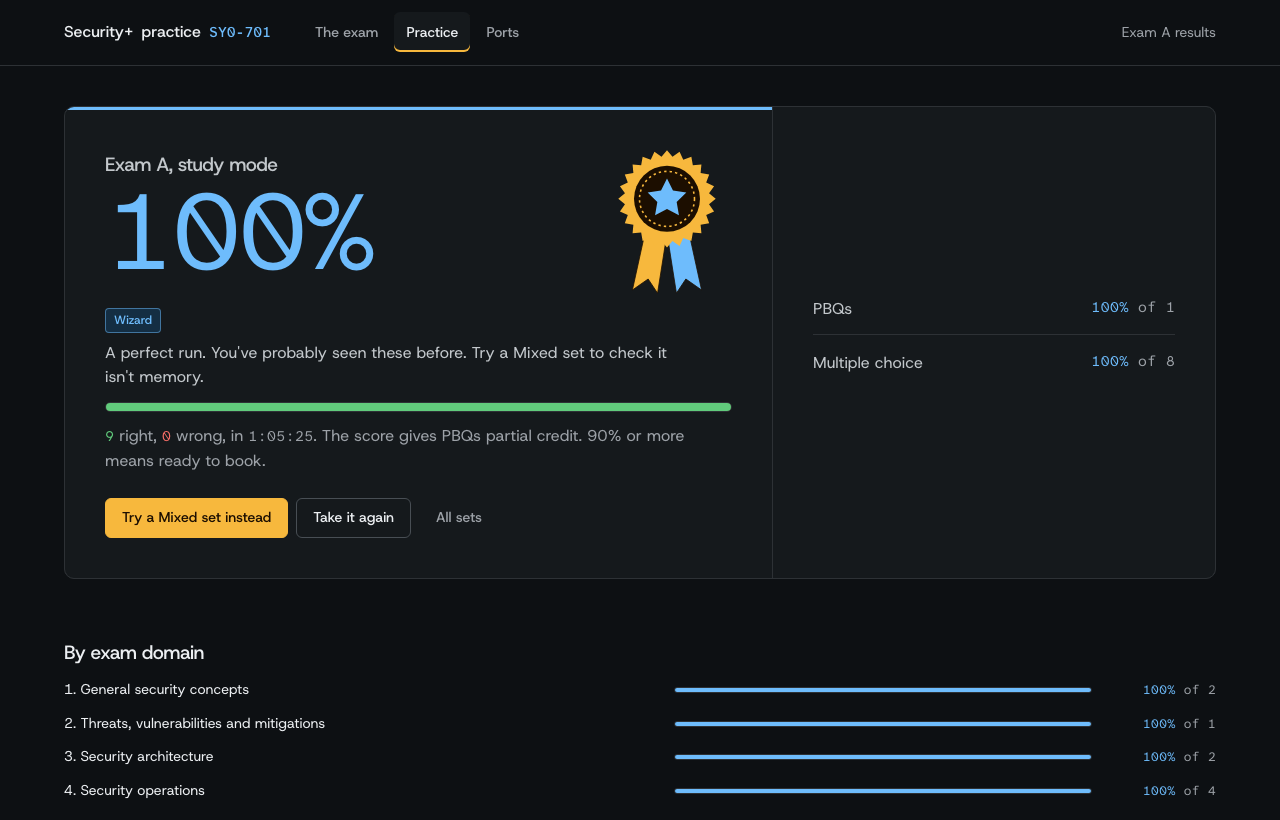 Security+ practice SY0-701
The exam
Practice
Ports
Exam A results
Exam A, study mode
100%
Wizard
A perfect run. You've probably seen these before. Try a Mixed set to check it
isn't memory.
9 right, 0 wrong, in 1:05:25. The score gives PBQs partial credit. 90% or more
means ready to book.
Try a Mixed set instead
Take it again
All sets
PBQs 100% of 1
Multiple choice 100% of 8
By exam domain
1. General security concepts 100% of 2
2. Threats, vulnerabilities and mitigations 100% of 1
3. Security architecture 100% of 2
4. Security operations 100% of 4